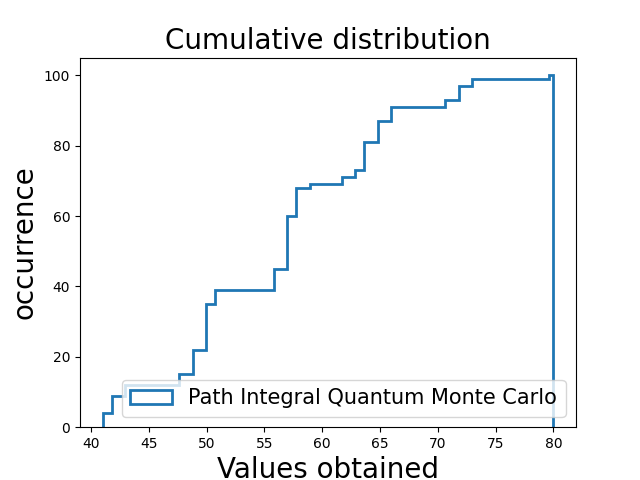 Cumulative distribution
occurrence
100
80
60
40
20
0
Path Integral Quantum Monte Carlo
40 45 50 55 60 65 70 75 80
Values obtained